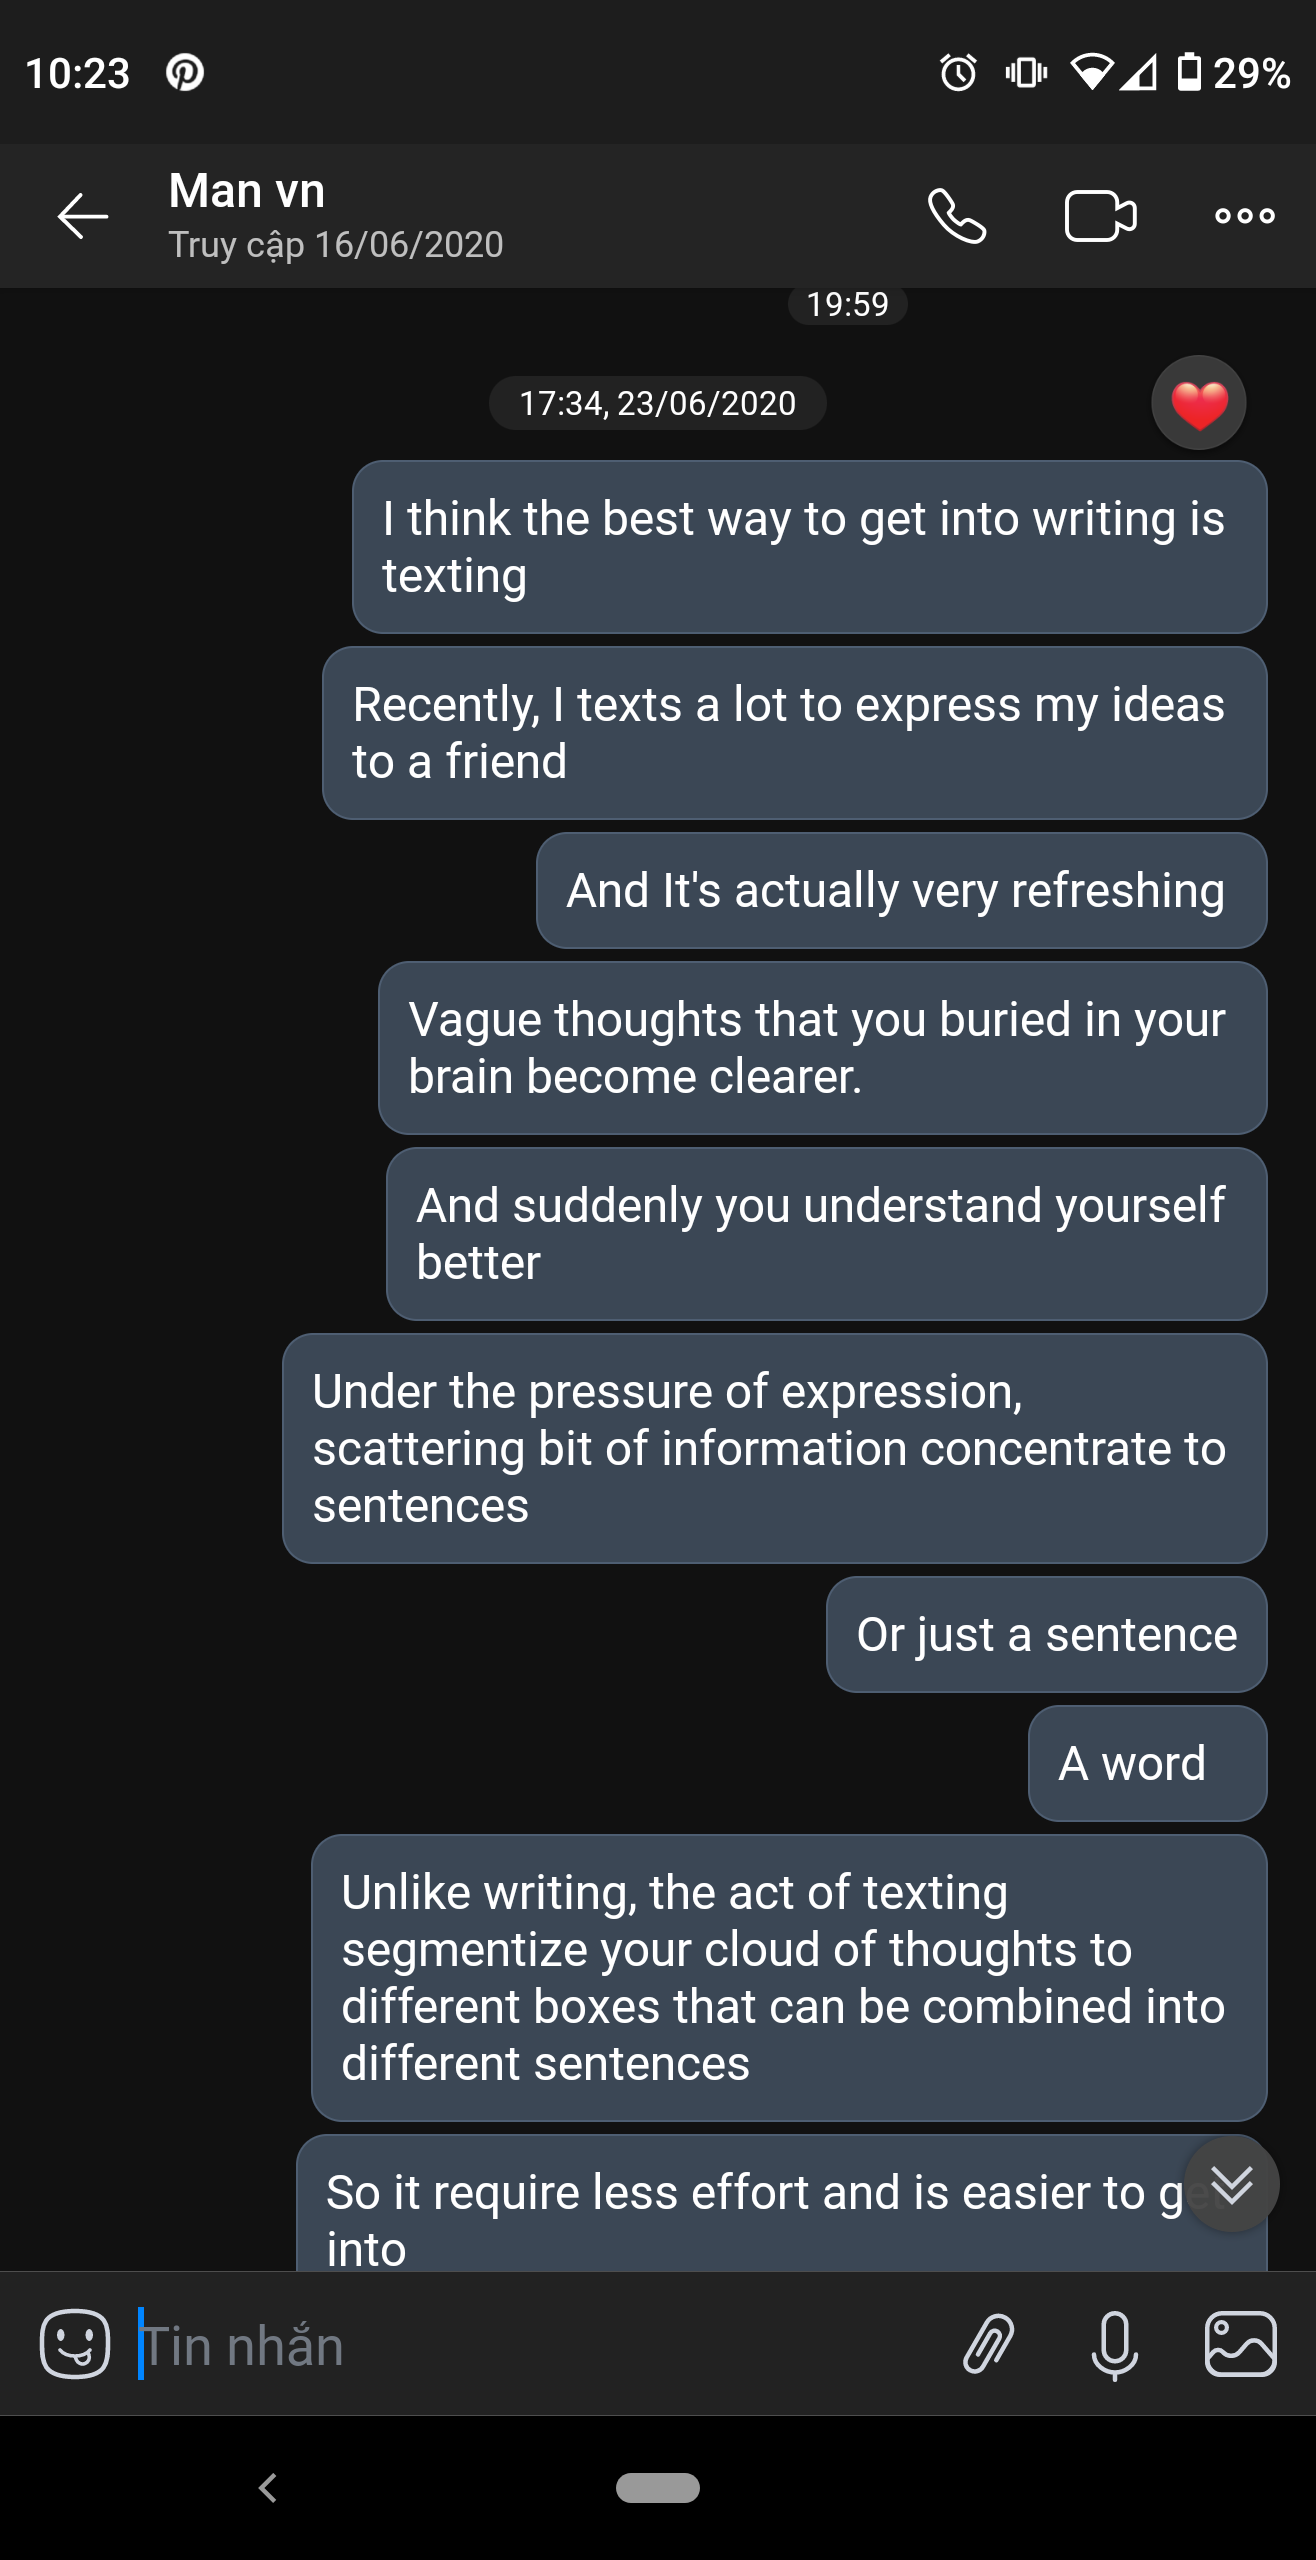 10:23
29%
Man vn
Truy cập 16/06/2020
19:59
17:34, 23/06/2020
I think the best way to get into writing is
texting
Recently, I texts a lot to express my ideas
to a friend
And It's actually very refreshing
Vague thoughts that you buried in your
brain become clearer.
And suddenly you understand yourself
better
Under the pressure of expression,
scattering bit of information concentrate to
sentences
Or just a sentence
A word
Unlike writing, the act of texting
segmentize your cloud of thoughts to
different boxes that can be combined into
different sentences
So it require less effort and is easier to get
into
Tin nhắn